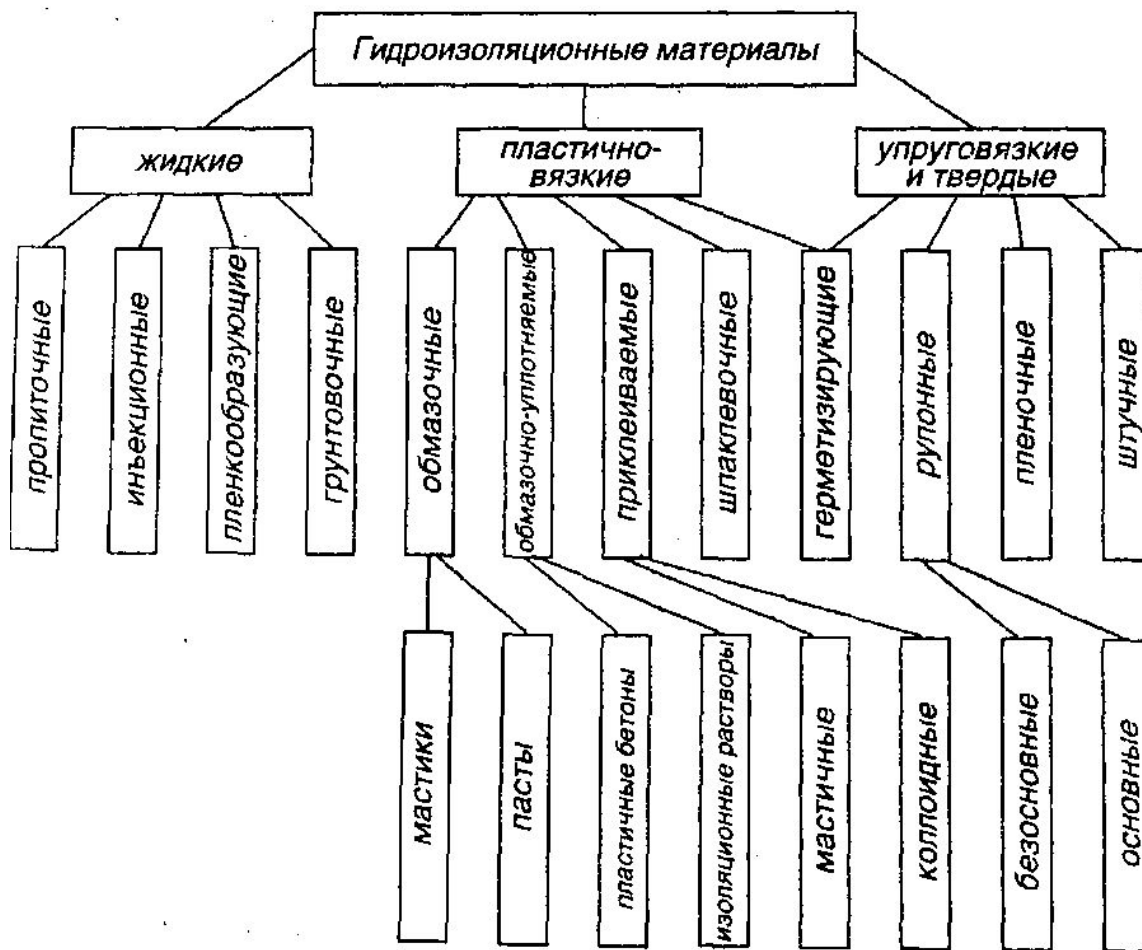 Гидроизоляционные материалы
жидкие
пластично-
вязкие
упруговязкие
и твердые
пропиточные
инъекционные
пленкообразующие
грунтовочные
обмазочные
обмазочно-уплотняемые
приклеиваемые
шпаклевочные
герметизирующие
рулонные
пленочные
штучные
мастики
пасты
пластичные бетоны
изоляционные растворы
мастичные
коллоидные
безосновные
основные